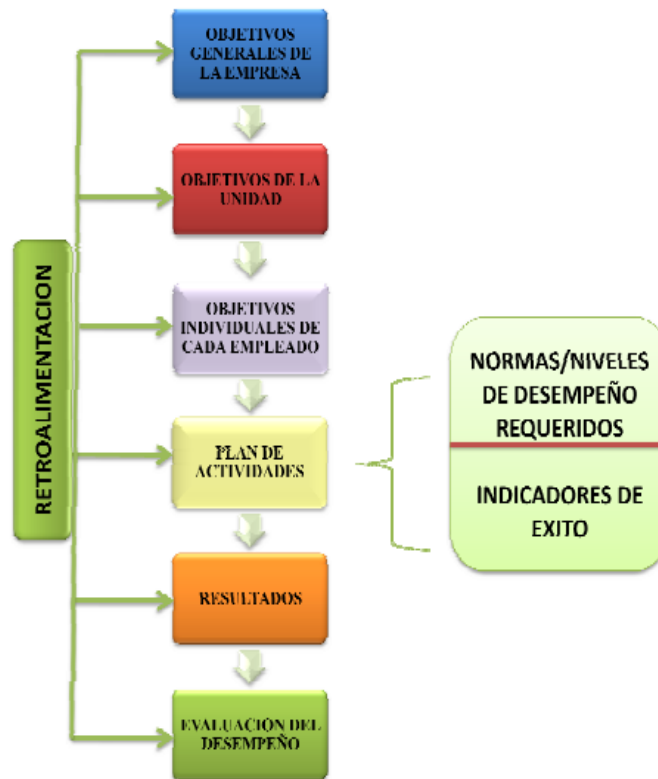 OBJETIVOS
GENERALES DE
LA EMPRESA
OBJETIVOS DE LA
UNIDAD
RETROALIMENTACION
OBJETIVOS
INDIVIDUALES DE
CADA EMPLEADO
NORMAS/NIVELES
DE DESEMPEÑO
REQUERIDOS
PLAN DE
ACTIVIDADES
INDICADORES DE
EXITO
RESULTADOS
EVALUACIÓN DEL
DESEMPEÑO